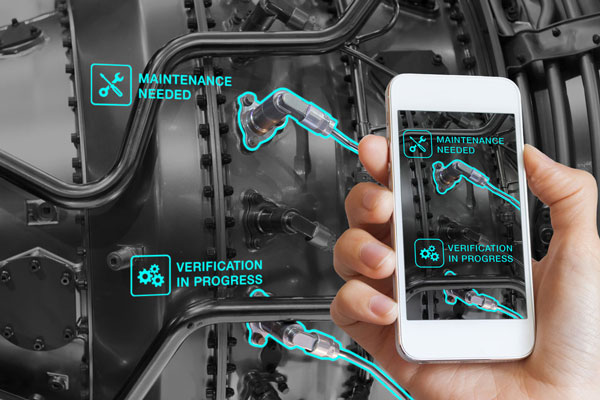 MAINTENANCE
NEEDED
MAINTENANCE
NEEDED
VERIFICATION
IN PROGRESS
VERIFICATION
IN PROGRESS